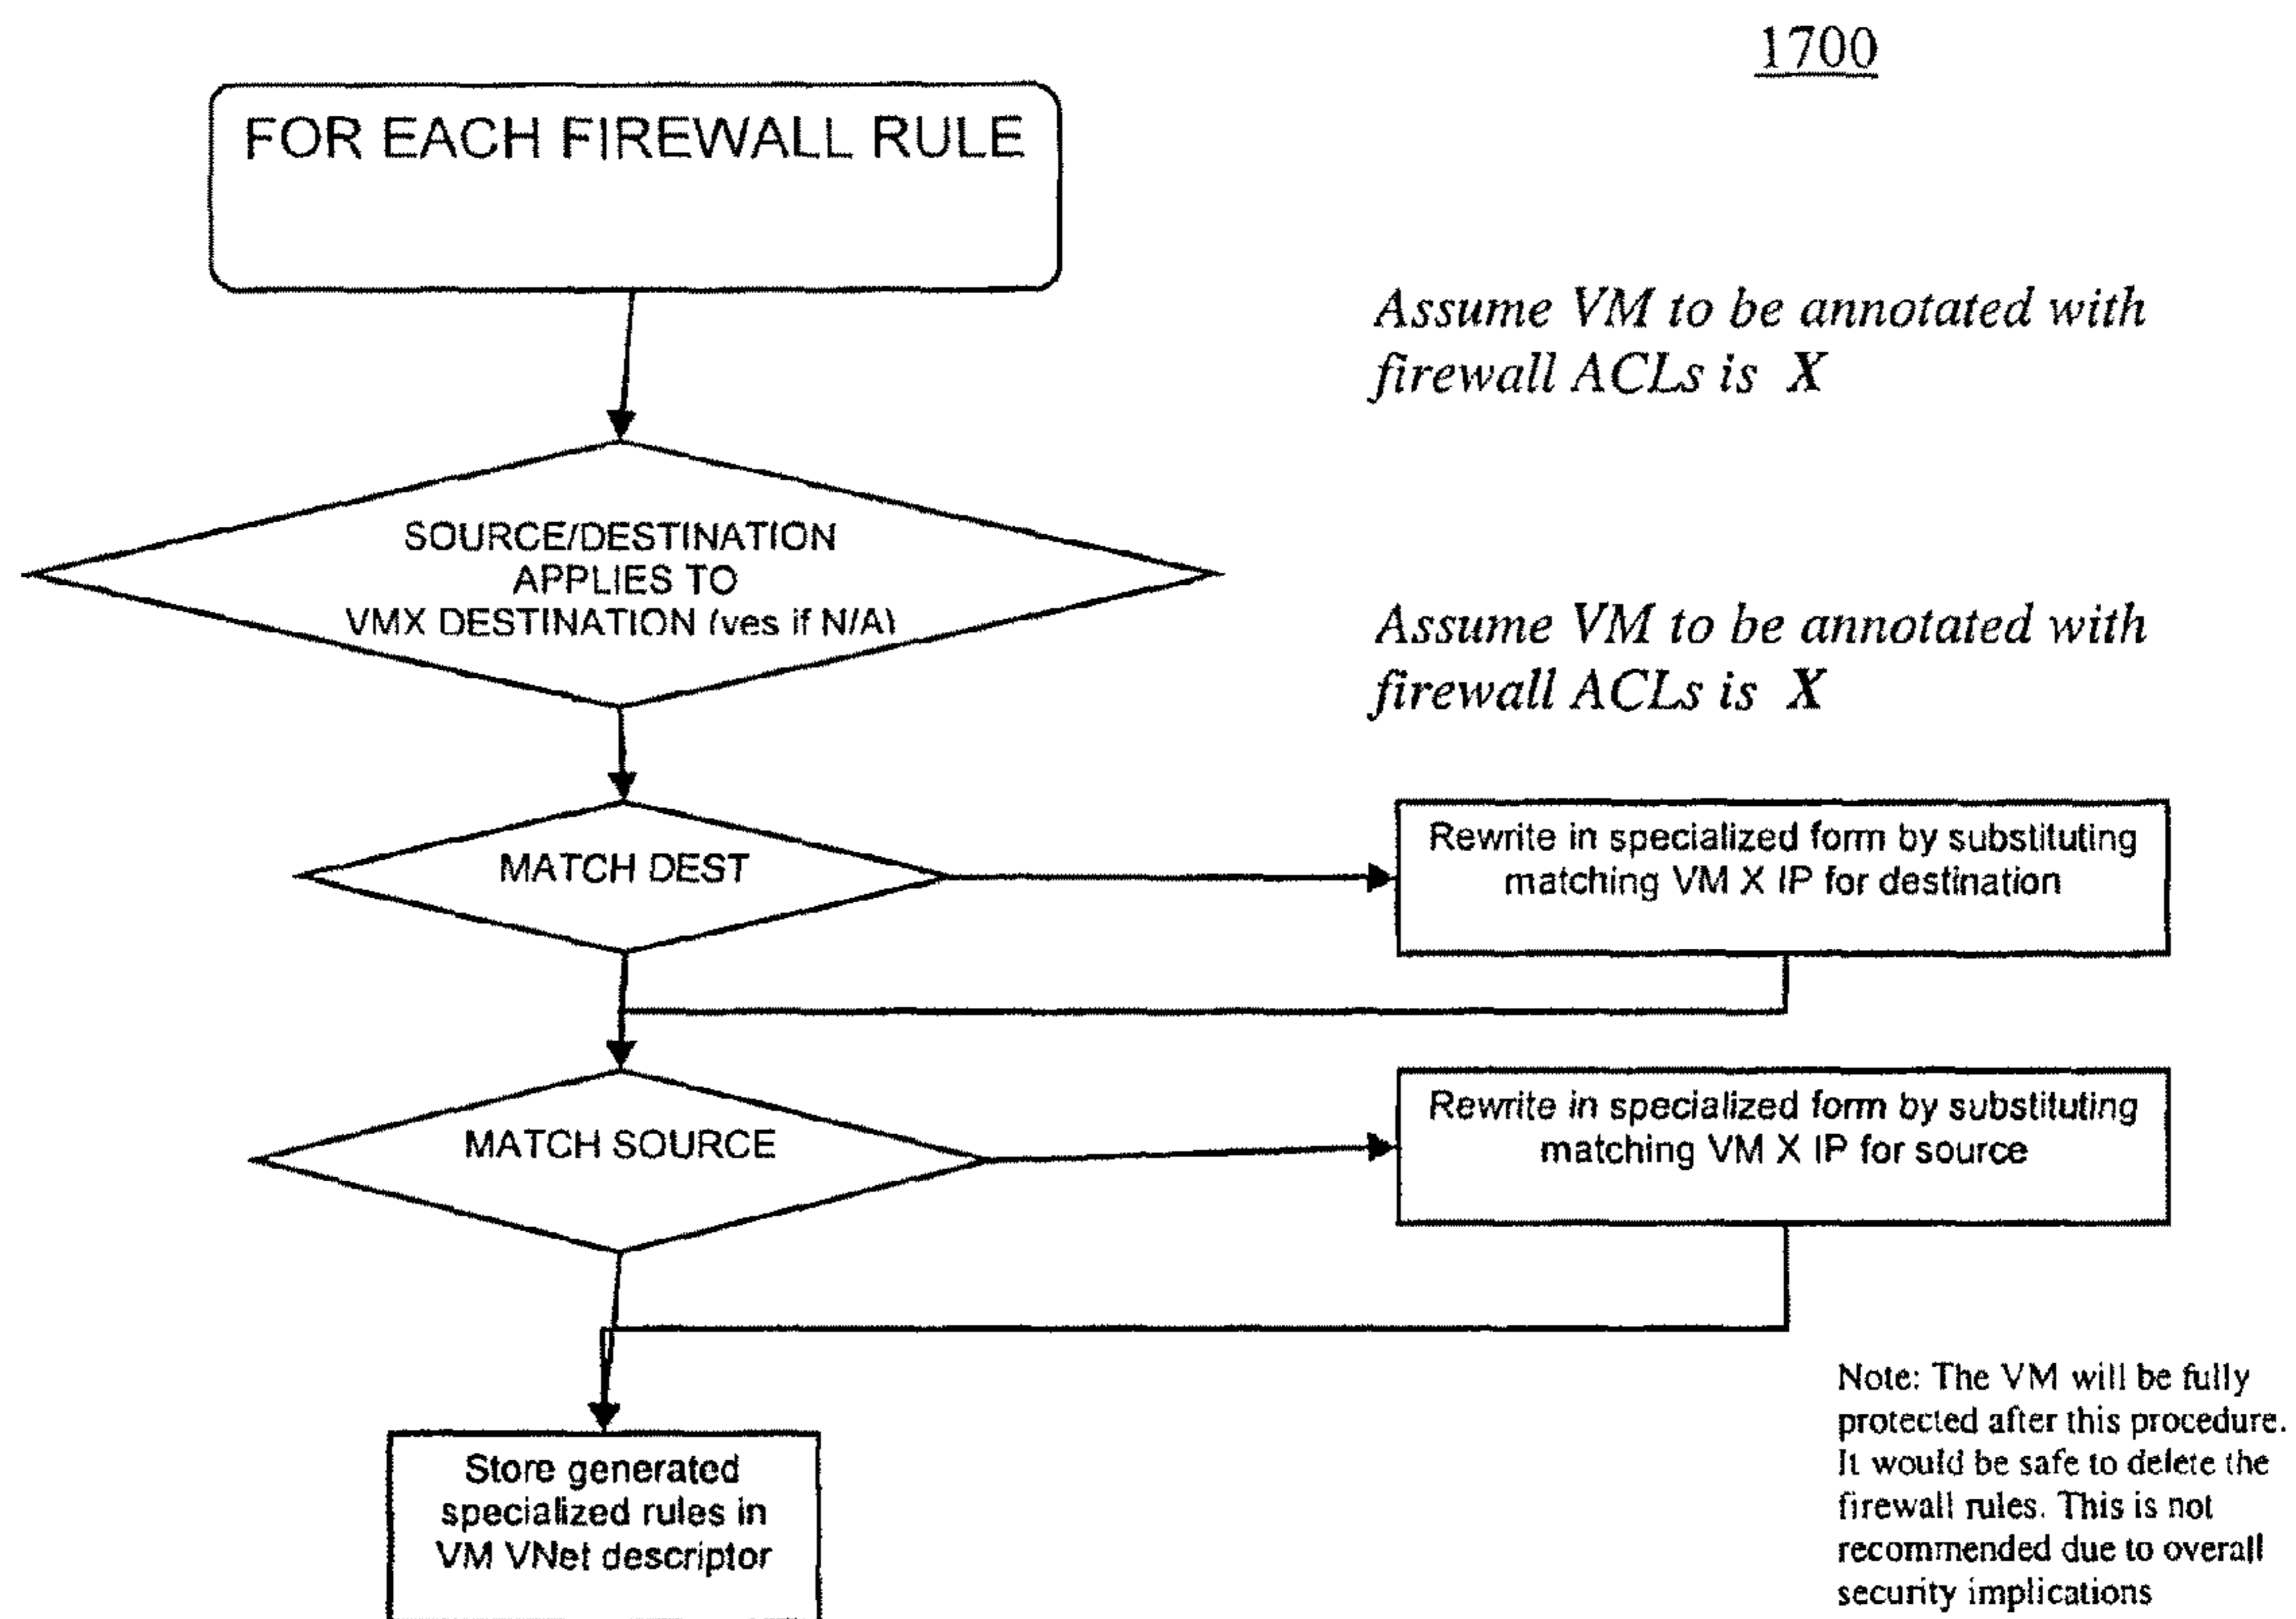 1700
FOR EACH FIREWALL RULE
Assume VM to be annotated with
firewall ACLs is X
SOURCE/DESTINATION
APPLIES TO
VMX DESTINATION (yes if N/A)
Assume VM to be annotated with
firewall ACLs is X
MATCH DEST
Rewrite in specialized form by substituting
matching VM X IP for destination
MATCH SOURCE
Rewrite in specialized form by substituting
matching VM X IP for source
Store generated
specialized rules in
VM VNet descriptor
Note: The VM will be fully
protected after this procedure.
It would be safe to delete the
firewall rules. This is not
recommended due to overall
security implications